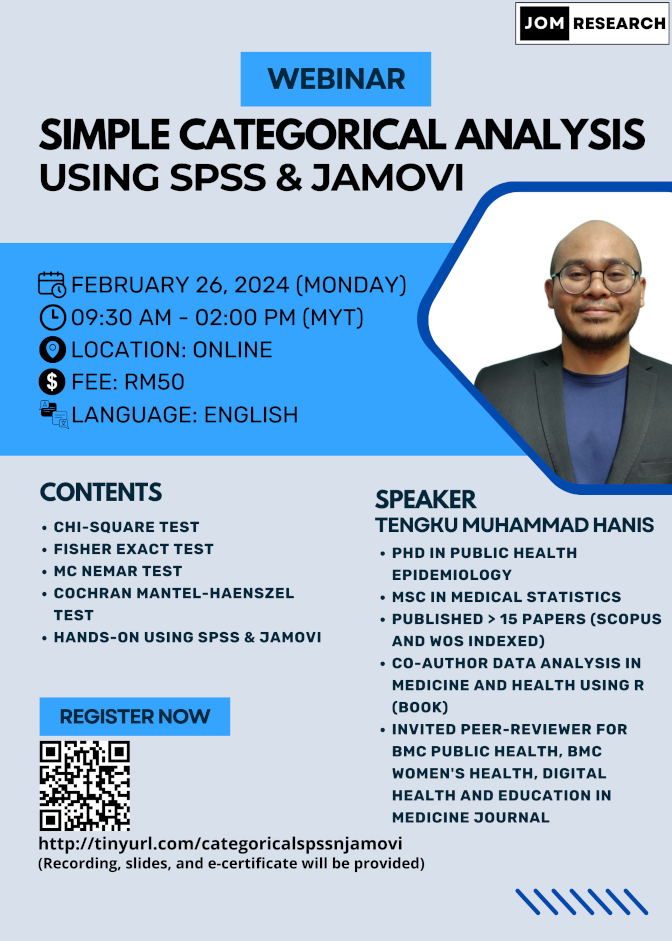 JOM RESEARCH
WEBINAR
SIMPLE CATEGORICAL ANALYSIS
USING SPSS & JAMOVI
FEBRUARY 26, 2024 (MONDAY)
09:30 AM - 02:00 PM (MYT)
LOCATION: ONLINE
FEE: RM50
LANGUAGE: ENGLISH
CONTENTS
• CHI-SQUARE TEST
• FISHER EXACT TEST
• MC NEMAR TEST
• COCHRAN MANTEL-HAENSZEL
TEST
• HANDS-ON USING SPSS & JAMOVI
SPEAKER
TENGKU MUHAMMAD HANIS
• PHD IN PUBLIC HEALTH
EPIDEMIOLOGY
• MSC IN MEDICAL STATISTICS
• PUBLISHED > 15 PAPERS (SCOPUS
AND WOS INDEXED)
• CO-AUTHOR DATA ANALYSIS IN
MEDICINE AND HEALTH USING R
(BOOK)
• INVITED PEER-REVIEWER FOR
BMC PUBLIC HEALTH, BMC
WOMEN'S HEALTH, DIGITAL
HEALTH AND EDUCATION IN
MEDICINE JOURNAL
REGISTER NOW
http://tinyurl.com/categoricalspssnjamovi
(Recording, slides, and e-certificate will be provided)